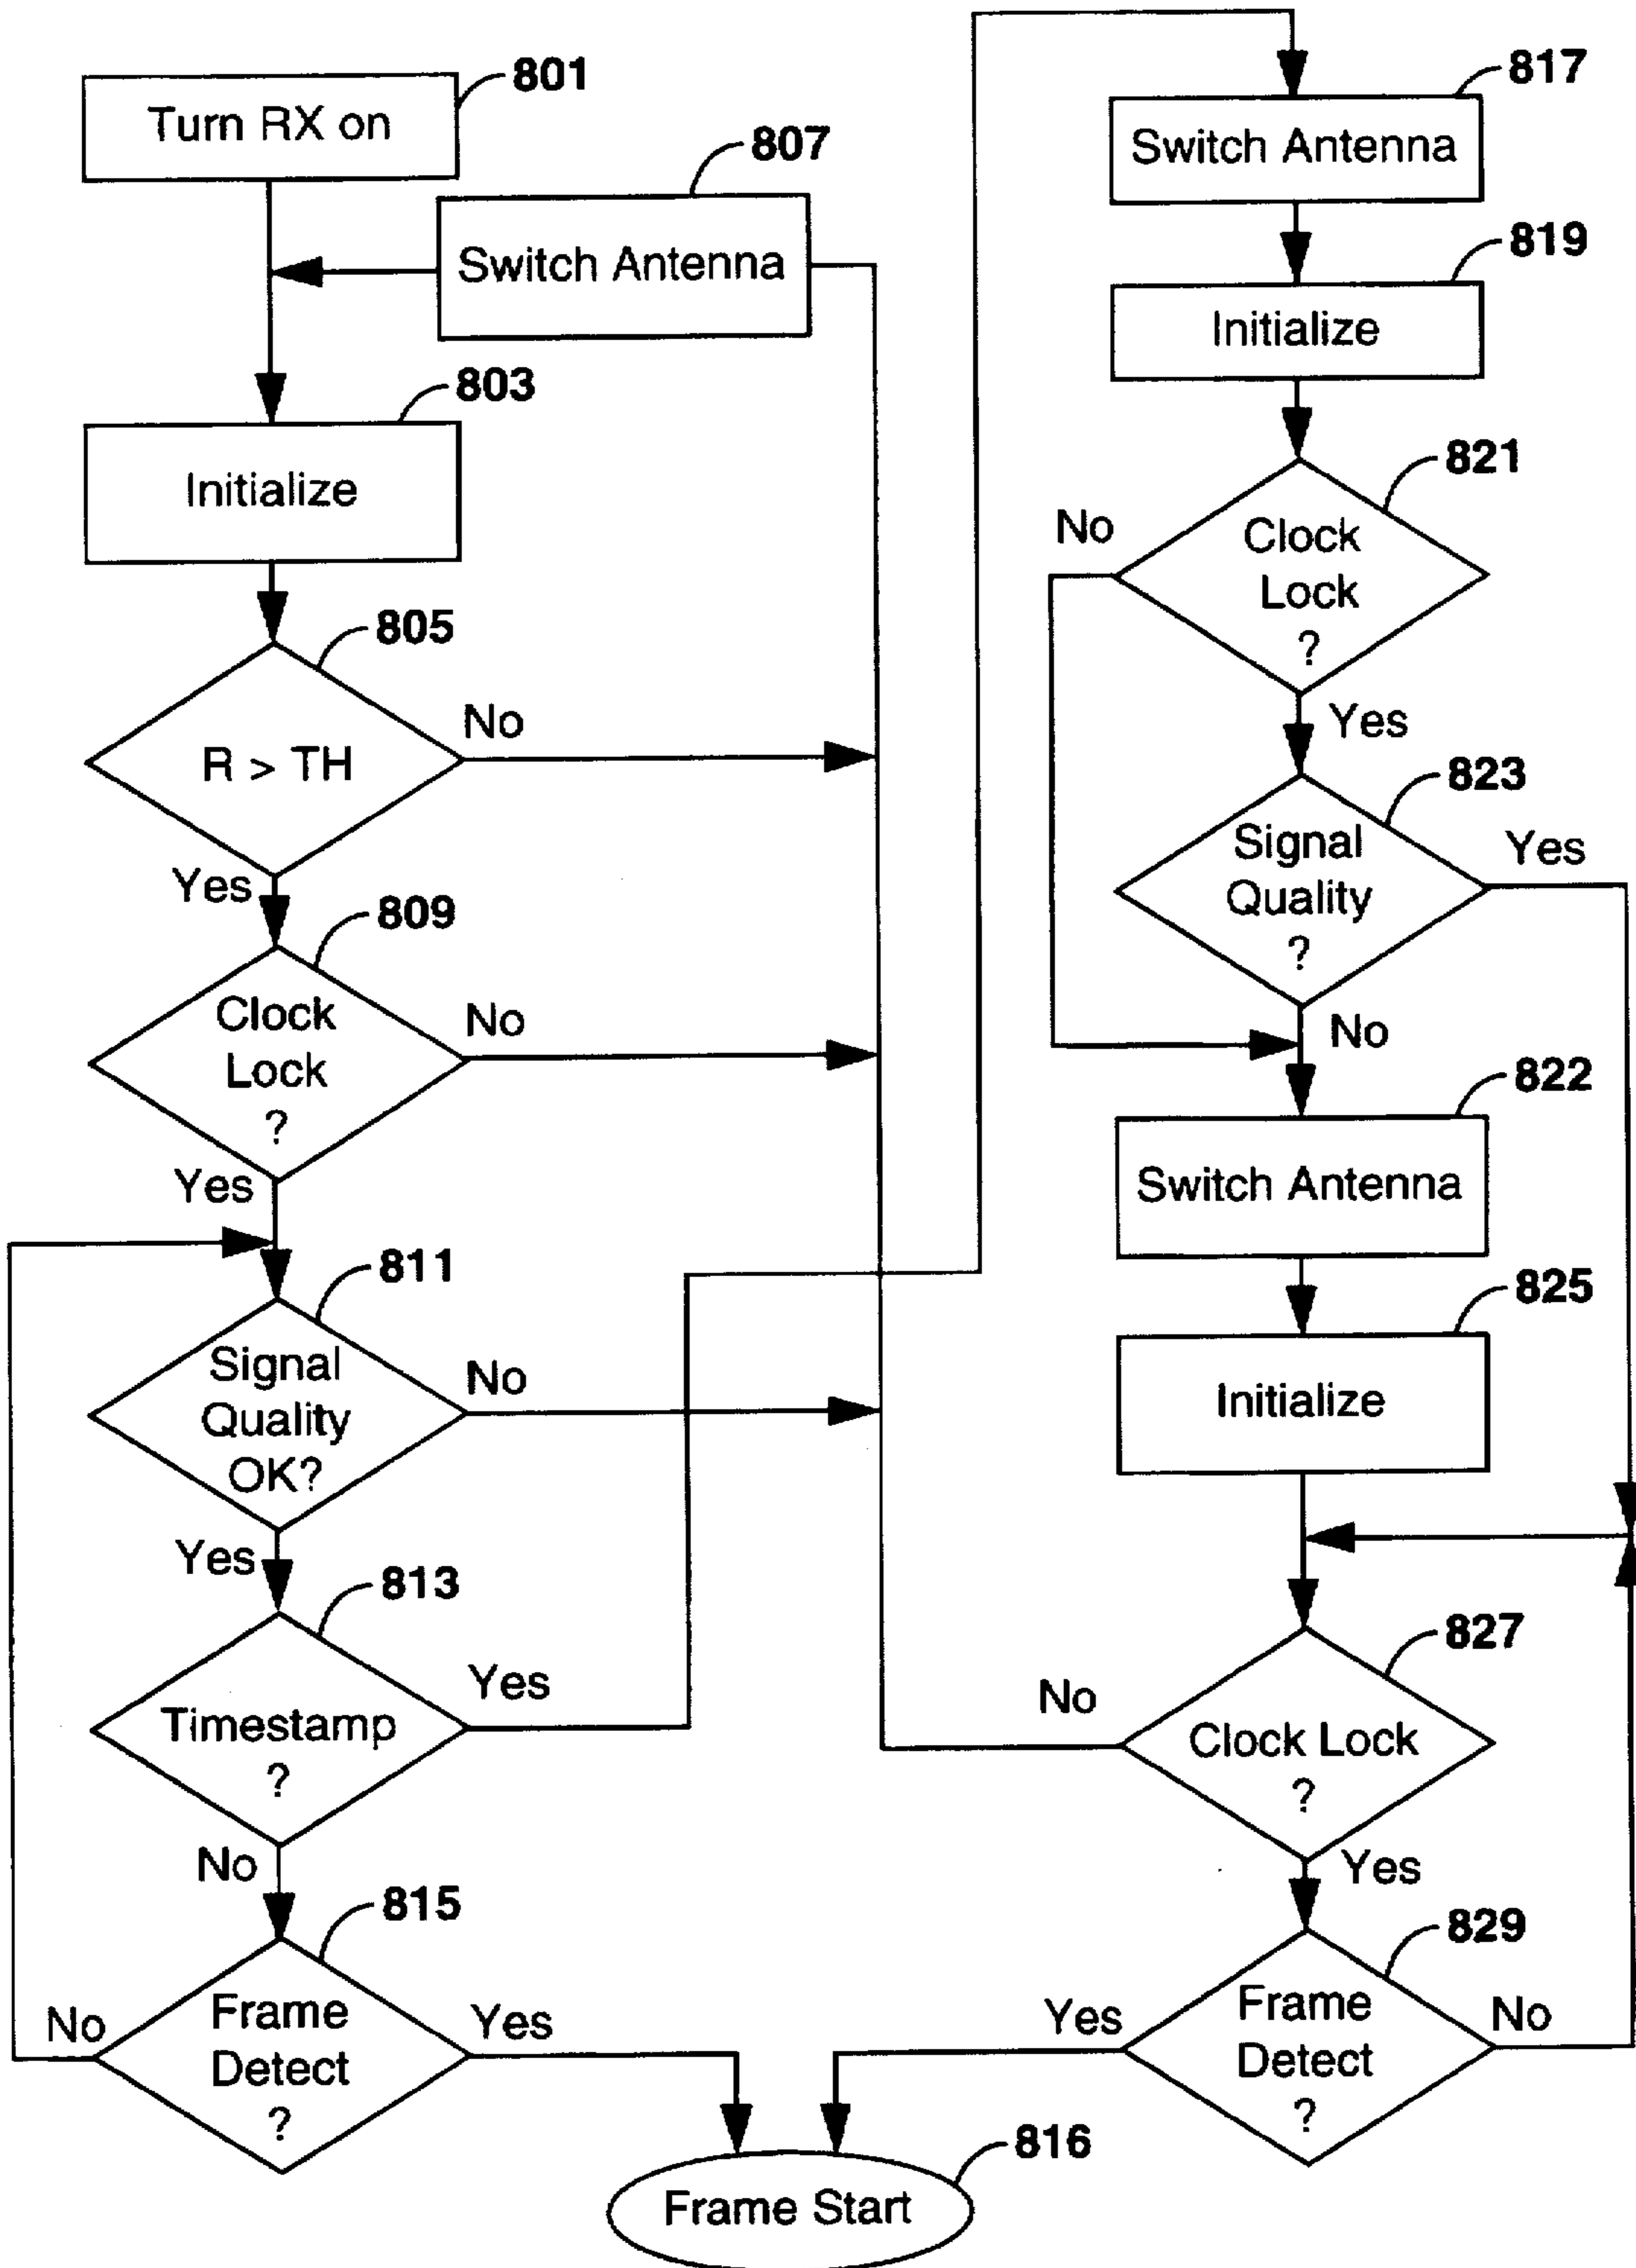 801
Turn RX on
807
Switch Antenna
803
Initialize
805
R > TH
No
Yes
809
Clock
Lock
?
No
Yes
811
Signal
Quality
OK?
No
Yes
813
Timestamp
?
Yes
No
815
Frame
Detect
?
No
Yes
816
Frame Start
817
Switch Antenna
819
Initialize
821
Clock
Lock
?
No
Yes
823
Signal
Quality
?
Yes
No
822
Switch Antenna
825
Initialize
827
Clock Lock
?
No
Yes
829
Frame
Detect
?
Yes
No